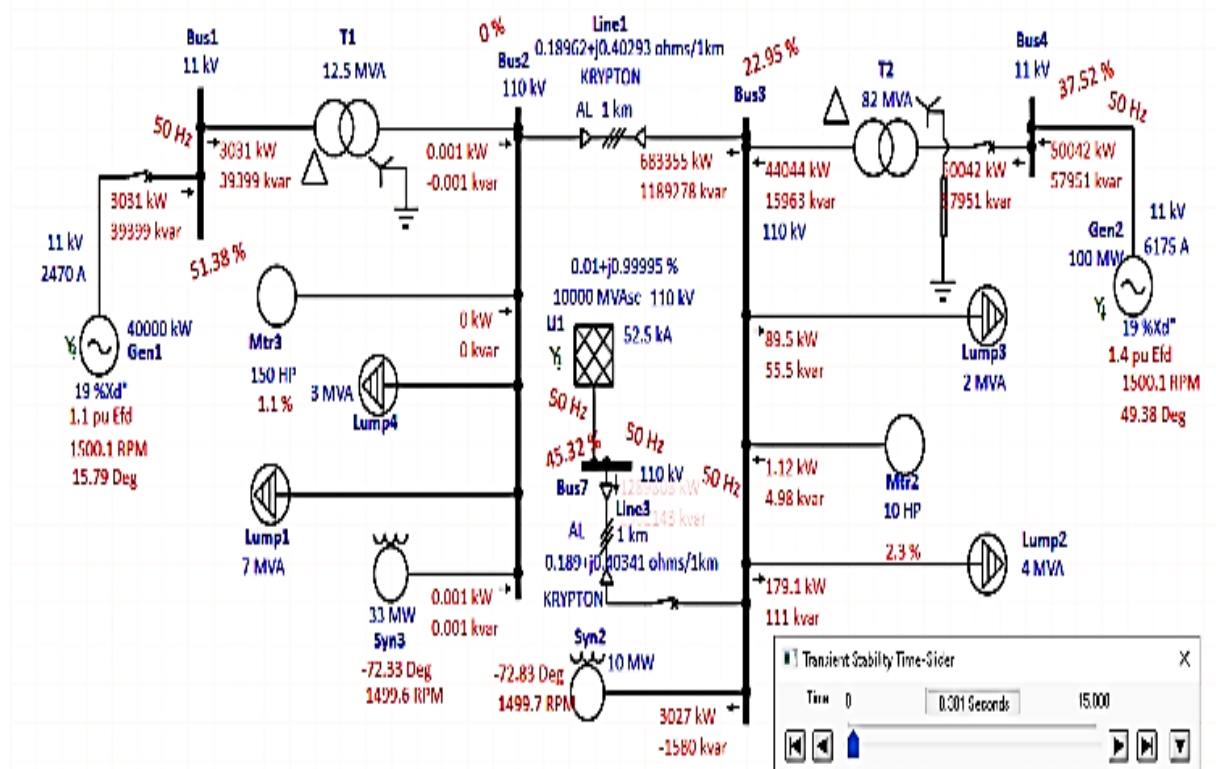 Bus1
11 kV
T1
12.5 MVA
0 %
Bus2
110 kV
Line1
0.18962+j0.40293 ohms/1km
KRYPTON
AL 1 km
22.95 %
Bus3
T2
82 MVA
Bus4
11 kV
37.52 %
50 Hz
50 Hz
3031 kW
39399 kvar
0.001 kW
-0.001 kvar
683355 kW
1189278 kvar
44044 kW
15963 kvar
110 kV
50042 kW
57951 kvar
3031 kW
39399 kvar
11 kV
2470 A
51.38 %
40000 kW
Gen1
19 %Xd"
1.1 pu Efd
1500.1 RPM
15.79 Deg
Mtr3
150 HP
1.1 %
0 kW
0 kvar
3 MVA
Lump4
Lump1
7 MVA
33 MW
Syn3
-72.33 Deg
1499.6 RPM
0.001 kW
0.001 kvar
0.01+j0.99995 %
10000 MVAsc 110 kV
U1
52.5 kA
50 Hz
45.32 %
50 Hz
110 kV
Bus7
50 Hz
Line3
AL
1 km
0.189+j0.40341 ohms/1km
KRYPTON
Syn2
10 MW
-72.83 Deg
1499.7 RPM
3027 kW
-1580 kvar
11 kV
Gen2
6175 A
100 MW
19 %Xd"
1.4 pu Efd
1500.1 RPM
49.38 Deg
89.5 kW
55.5 kvar
Lump3
2 MVA
1.12 kW
4.98 kvar
Mtr2
10 HP
2.3 %
Lump2
4 MVA
179.1 kW
111 kvar
Transient Stability Time-Slider
X
Time 0
0.301 Seconds
15.000